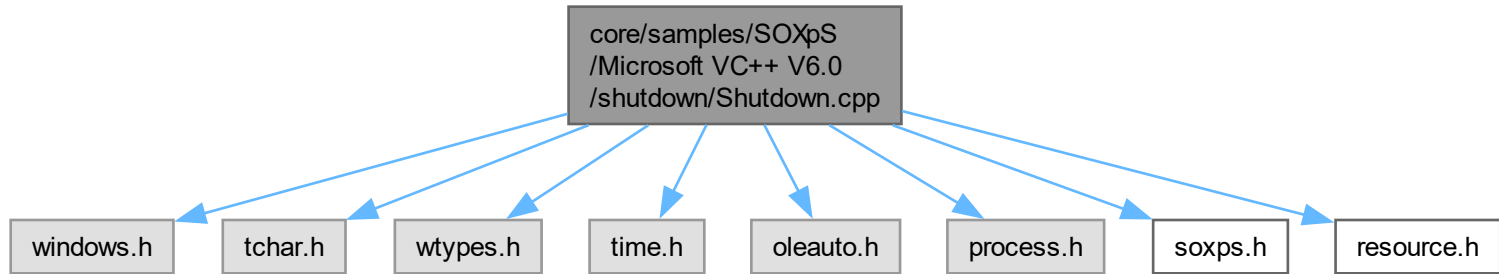 core/samples/SOXpS
/Microsoft VC++ V6.0
/shutdown/Shutdown.cpp
windows.h
tchar.h
wtypes.h
time.h
oleauto.h
process.h
soxps.h
resource.h